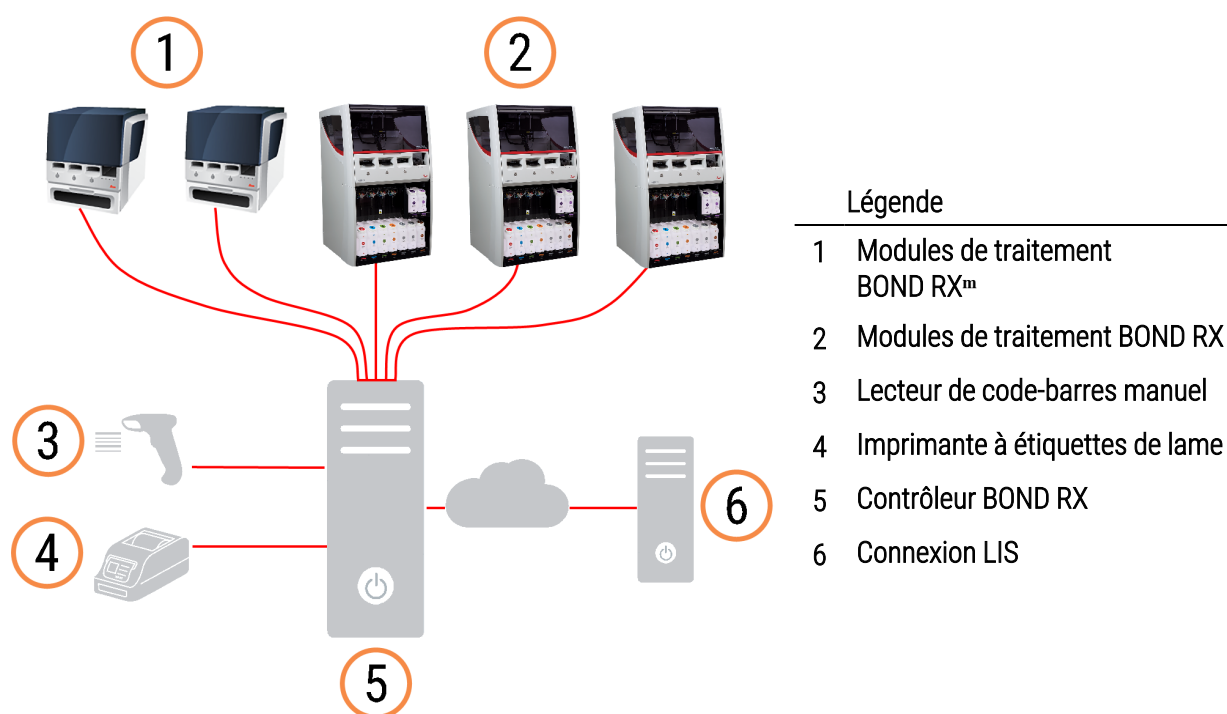 1
2
3
4
5
6
Légende
1 Modules de traitement
BOND RXᵐ
2 Modules de traitement BOND RX
3 Lecteur de code-barres manuel
4 Imprimante à étiquettes de lame
5 Contrôleur BOND RX
6 Connexion LIS